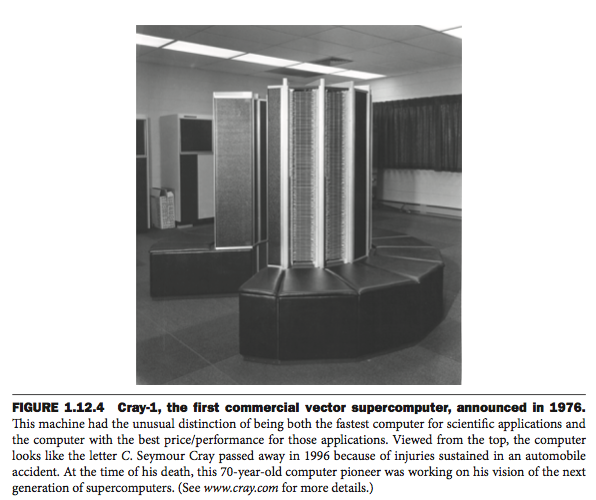 FIGURE 1.12.4 Cray-1, the first commercial vector supercomputer, announced in 1976.
This machine had the unusual distinction of being both the fastest computer for scientific applications and
the computer with the best price/performance for those applications. Viewed from the top, the computer
looks like the letter C. Seymour Cray passed away in 1996 because of injuries sustained in an automobile
accident. At the time of his death, this 70-year-old computer pioneer was working on his vision of the next
generation of supercomputers. (See www.cray.com for more details.)